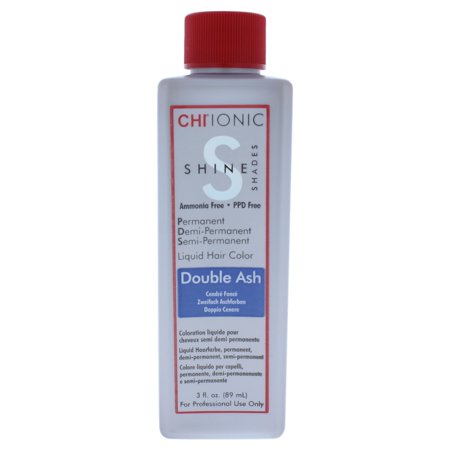 CHI IONIC
S
SHINE
SHADES
Ammonia Free • PPD Free
Permanent
Demi-Permanent
Semi-Permanent
Liquid Hair Color
Double Ash
Cendré Foncé
Zweifach Aschfarben
Doppio Cenere
Coloration liquide pour
cheveux semi demi permanente
Liquid Haarfarbe, permanent,
demi-permanent, semi-permanent
Colore liquido per capelli,
permanente, demi-permanenente
e semi-permanente
3 fl. oz. (89 mL)
For Professional Use Only